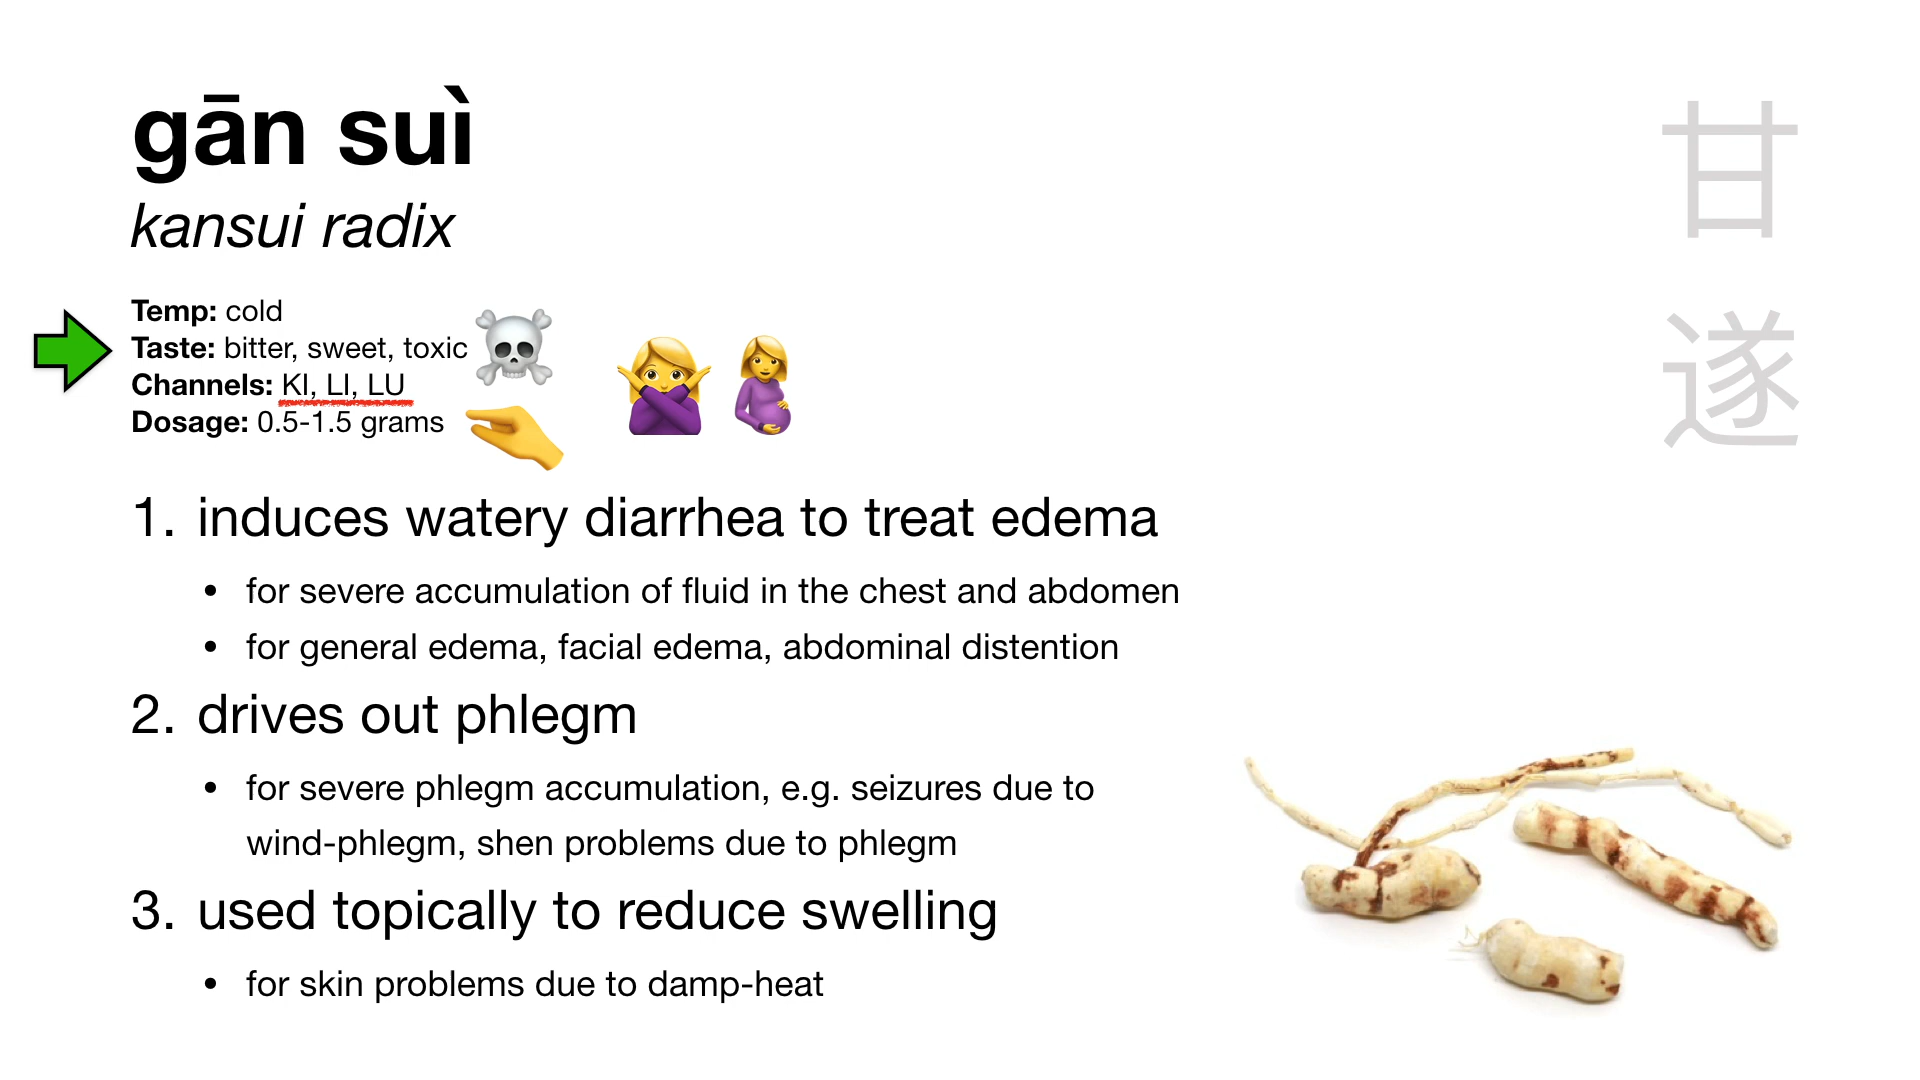 gān suì
kansui radix
甘
遂
Temp: cold
Taste: bitter, sweet, toxic
Channels: KI, LI, LU
Dosage: 0.5-1.5 grams
1. induces watery diarrhea to treat edema
• for severe accumulation of fluid in the chest and abdomen
• for general edema, facial edema, abdominal distention
2. drives out phlegm
• for severe phlegm accumulation, e.g. seizures due to
wind-phlegm, shen problems due to phlegm
3. used topically to reduce swelling
• for skin problems due to damp-heat